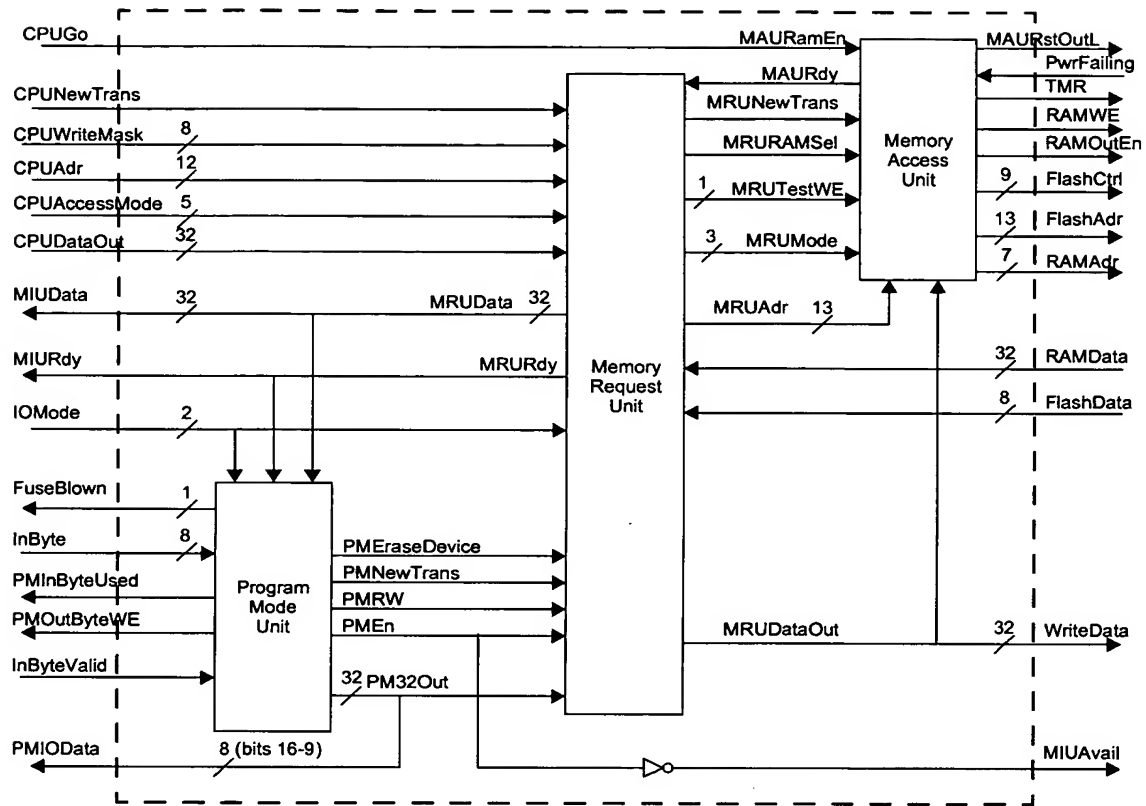 CPUGo
MAURamEn
MAURstOutL
PwrFailing
MAURdy
TMR
CPUNewTrans
MRUNewTrans
RAMWE
CPUWriteMask
8
MRURAMSel
Memory
Access
Unit
RAMOutEn
CPUAdr
12
1
MRUTestWE
9
FlashCtrl
CPUAccessMode
5
13
FlashAdr
CPUDataOut
32
3
MRUMode
7
RAMAdr
MIUData
32
MRUData
32
MRUAdr
13
MIURdy
MRURdy
Memory
Request
Unit
32
RAMData
IOMode
2
8
FlashData
FuseBlown
1
InByte
8
PMEraseDevice
PMInByteUsed
Program
Mode
Unit
PMNewTrans
PMRW
PMOutByteWE
PMEn
MRUDataOut
32
WriteData
InByteValid
32
PM32Out
PMIOData
8 (bits 16-9)
MIUAvail